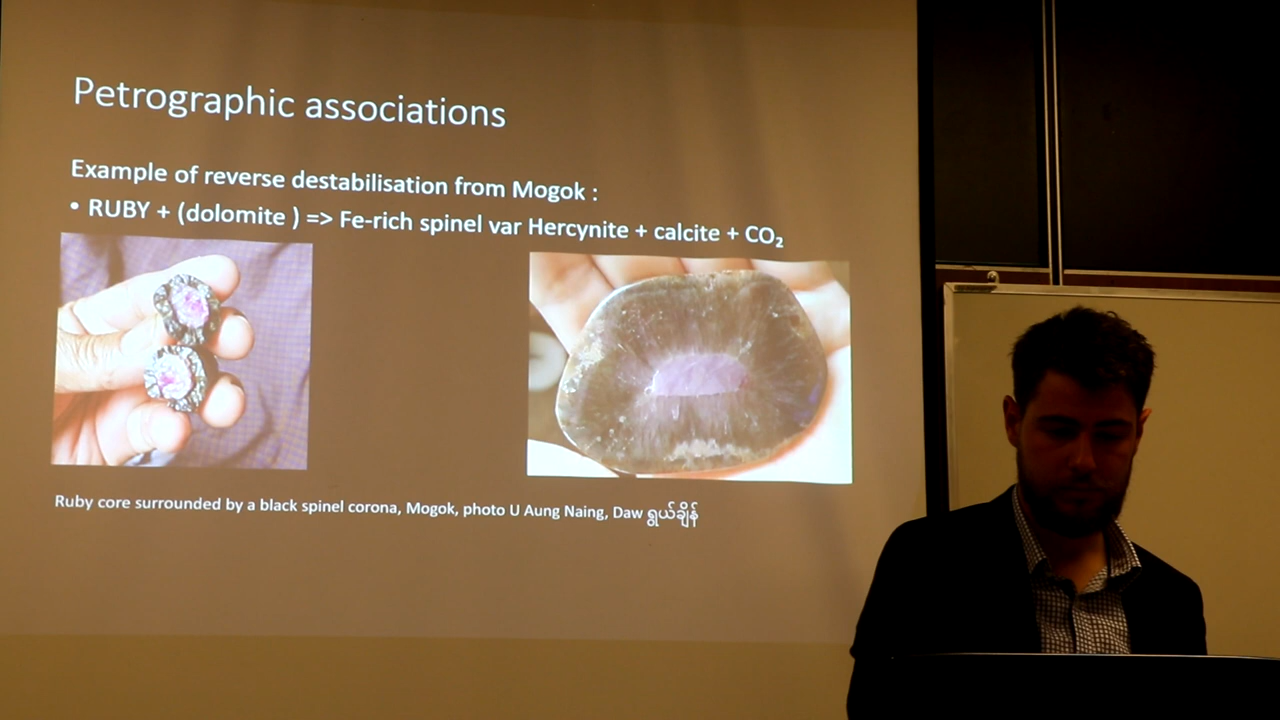 Petrographic associations
Example of reverse destabilisation from Mogok :
• RUBY + (dolomite ) => Fe-rich spinel var Hercynite + calcite + CO₂
Ruby core surrounded by a black spinel corona, Mogok, photo U Aung Naing, Daw ရွယ်ချိန်